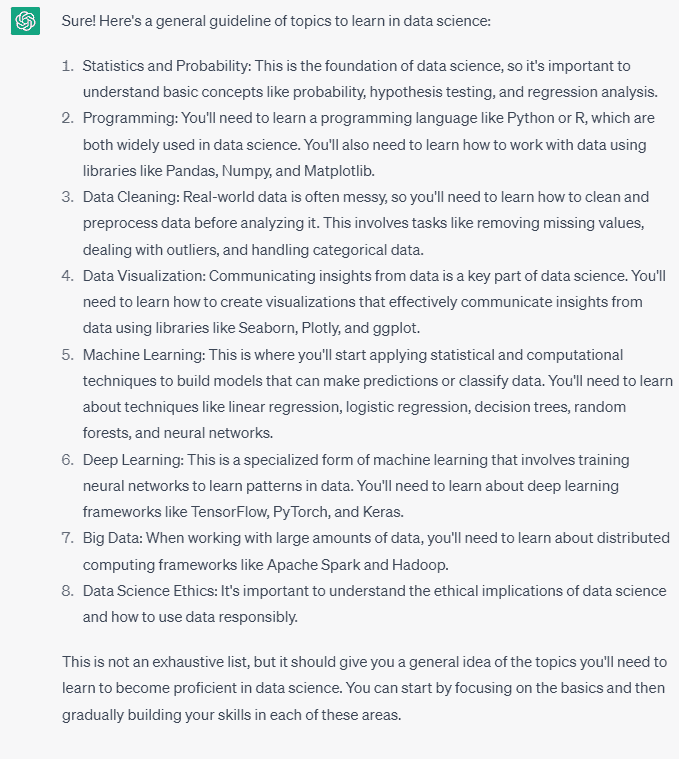 Sure! Here's a general guideline of topics to learn in data science:
1. Statistics and Probability: This is the foundation of data science, so it's important to
understand basic concepts like probability, hypothesis testing, and regression analysis.
2. Programming: You'll need to learn a programming language like Python or R, which are
both widely used in data science. You'll also need to learn how to work with data using
libraries like Pandas, Numpy, and Matplotlib.
3. Data Cleaning: Real-world data is often messy, so you'll need to learn how to clean and
preprocess data before analyzing it. This involves tasks like removing missing values,
dealing with outliers, and handling categorical data.
4. Data Visualization: Communicating insights from data is a key part of data science. You'll
need to learn how to create visualizations that effectively communicate insights from
data using libraries like Seaborn, Plotly, and ggplot.
5. Machine Learning: This is where you'll start applying statistical and computational
techniques to build models that can make predictions or classify data. You'll need to learn
about techniques like linear regression, logistic regression, decision trees, random
forests, and neural networks.
6. Deep Learning: This is a specialized form of machine learning that involves training
neural networks to learn patterns in data. You'll need to learn about deep learning
frameworks like TensorFlow, PyTorch, and Keras.
7. Big Data: When working with large amounts of data, you'll need to learn about distributed
computing frameworks like Apache Spark and Hadoop.
8. Data Science Ethics: It's important to understand the ethical implications of data science
and how to use data responsibly.
This is not an exhaustive list, but it should give you a general idea of the topics you'll need to
learn to become proficient in data science. You can start by focusing on the basics and then
gradually building your skills in each of these areas.